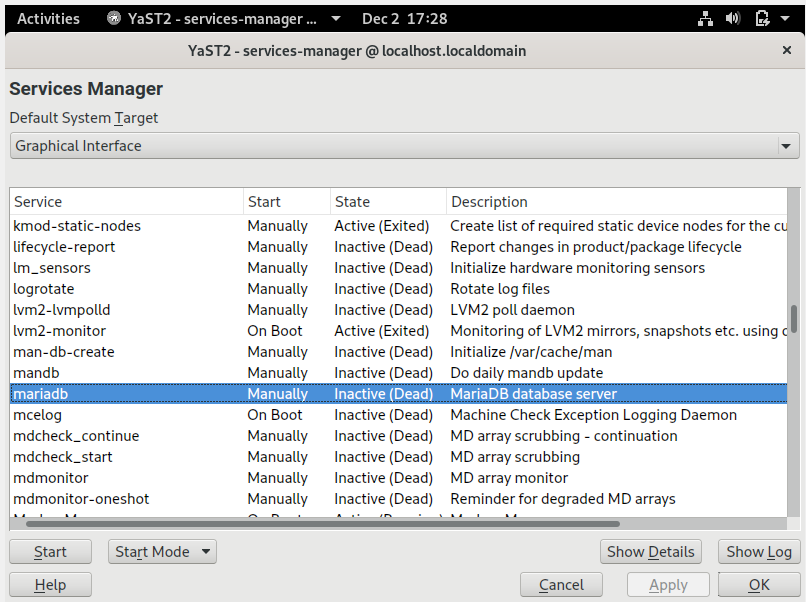 Activities YaST2 - services-manager ... Dec 2 17:28
YaST2 - services-manager @ localhost.localdomain
Services Manager
Default System Target
Graphical Interface
Service Start State Description
kmod-static-nodes Manually Active (Exited) Create list of required static device nodes for the cu
lifecycle-report Manually Inactive (Dead) Report changes in product/package lifecycle
lm_sensors Manually Inactive (Dead) Initialize hardware monitoring sensors
logrotate Manually Inactive (Dead) Rotate log files
lvm2-lvmpolld Manually Inactive (Dead) LVM2 poll daemon
lvm2-monitor On Boot Active (Exited) Monitoring of LVM2 mirrors, snapshots etc. using
man-db-create Manually Inactive (Dead) Initialize /var/cache/man
mandb Manually Inactive (Dead) Do daily mandb update
mariadb Manually Inactive (Dead) MariaDB database server
mcelog On Boot Inactive (Dead) Machine Check Exception Logging Daemon
mdcheck_continue Manually Inactive (Dead) MD array scrubbing - continuation
mdcheck_start Manually Inactive (Dead) MD array scrubbing
mdmonitor Manually Inactive (Dead) MD array monitor
mdmonitor-oneshot Manually Inactive (Dead) Reminder for degraded MD arrays
Start Start Mode Show Details Show Log
Help Cancel Apply OK